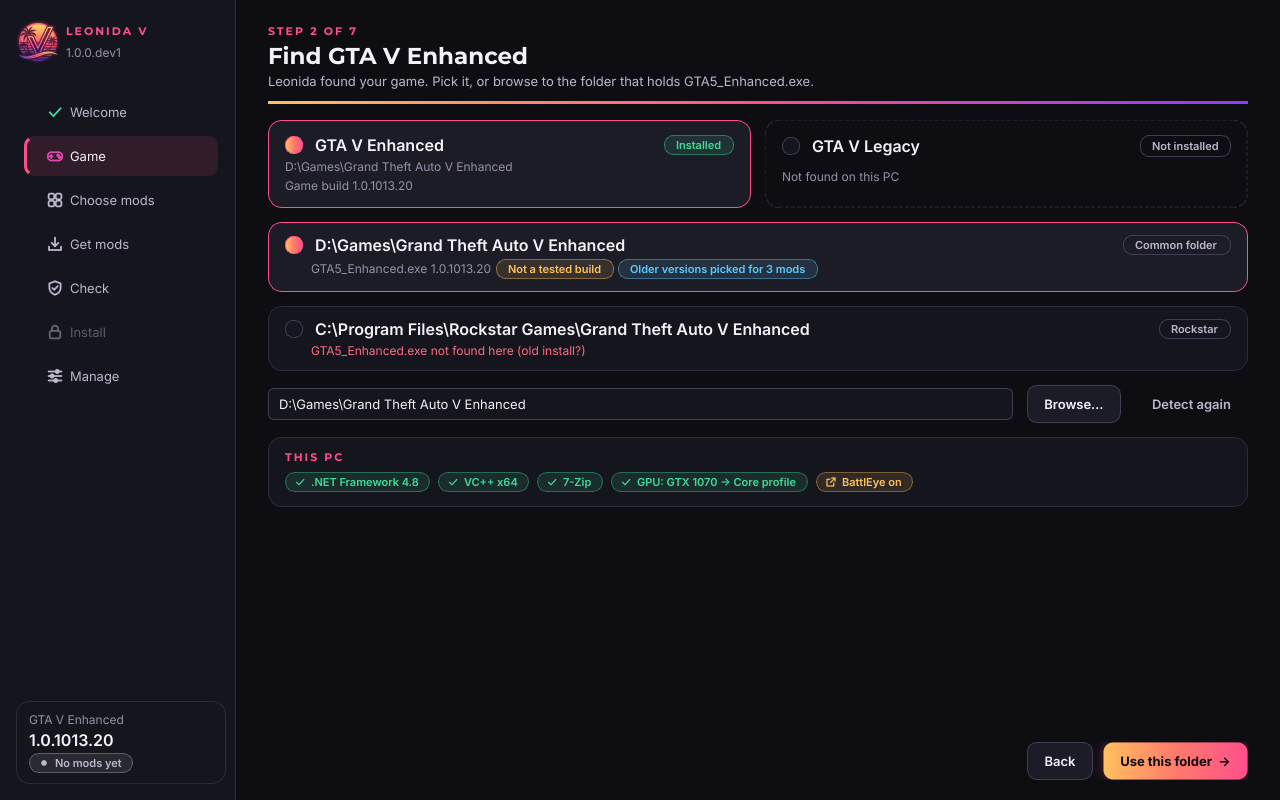 LEONIDA V
1.0.0.dev1
Welcome
Game
Choose mods
Get mods
Check
Install
Manage
GTA V Enhanced
1.0.1013.20
No mods yet
STEP 2 OF 7
Find GTA V Enhanced
Leonida found your game. Pick it, or browse to the folder that holds GTA5_Enhanced.exe.
GTA V Enhanced Installed
D:\Games\Grand Theft Auto V Enhanced
Game build 1.0.1013.20
GTA V Legacy Not installed
Not found on this PC
D:\Games\Grand Theft Auto V Enhanced Common folder
GTA5_Enhanced.exe 1.0.1013.20 Not a tested build Older versions picked for 3 mods
C:\Program Files\Rockstar Games\Grand Theft Auto V Enhanced Rockstar
GTA5_Enhanced.exe not found here (old install?)
D:\Games\Grand Theft Auto V Enhanced Browse... Detect again
THIS PC
.NET Framework 4.8 VC++ x64 7-Zip GPU: GTX 1070 → Core profile BattlEye on
Back Use this folder →